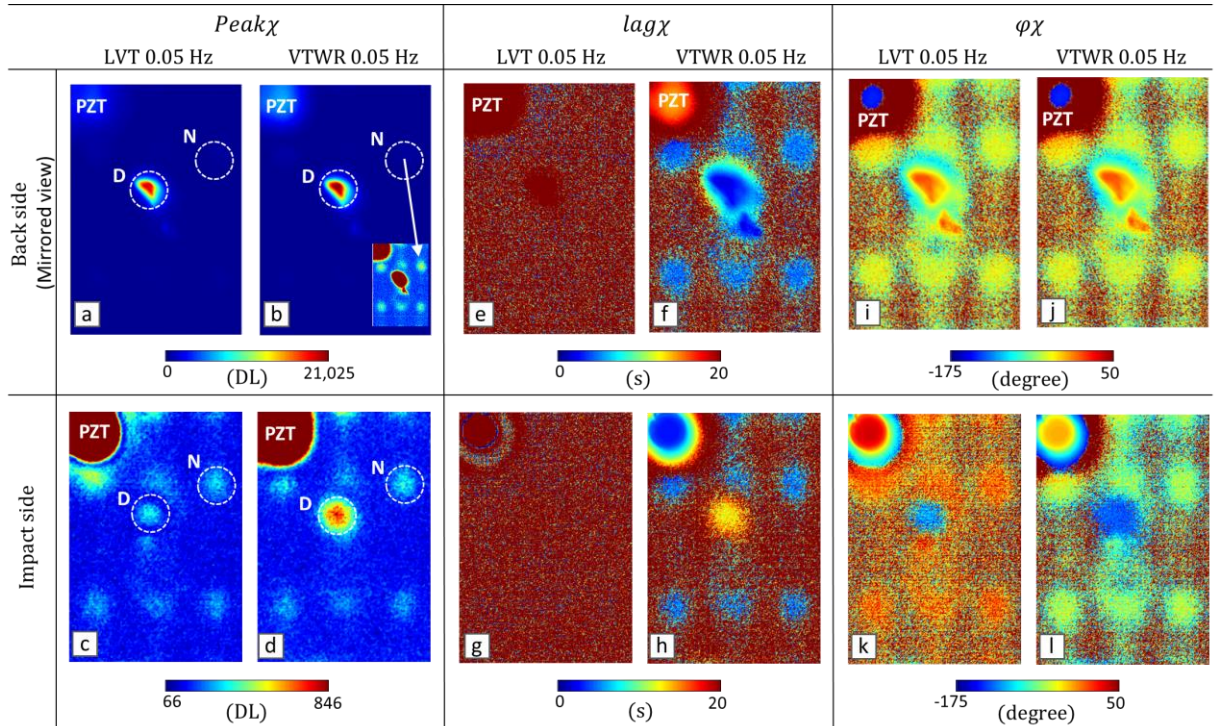 Peakχ lagχ φχ
LVT 0.05 Hz VTWR 0.05 Hz LVT 0.05 Hz VTWR 0.05 Hz LVT 0.05 Hz VTWR 0.05 Hz
Back side
(Mirrored view)
PZT N D a
PZT N D b
e
PZT f
PZT i
PZT j
0 (DL) 21,025
0 (s) 20
-175 (degree) 50
Impact side
PZT N D c
PZT N D d
g
h
k
l
66 (DL) 846
0 (s) 20
-175 (degree) 50